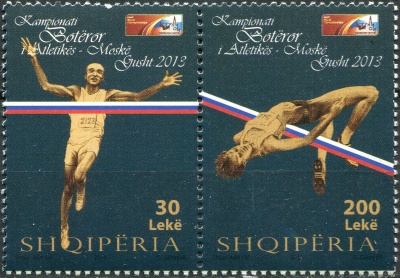 Kampionati
Botëror
i Atletikës - Moskë
Gusht 2013
30
Lekë
SHQIPËRIA
Kampionati
Botëror
i Atletikës - Moskë
Gusht 2013
200
Lekë
SHQIPËRIA